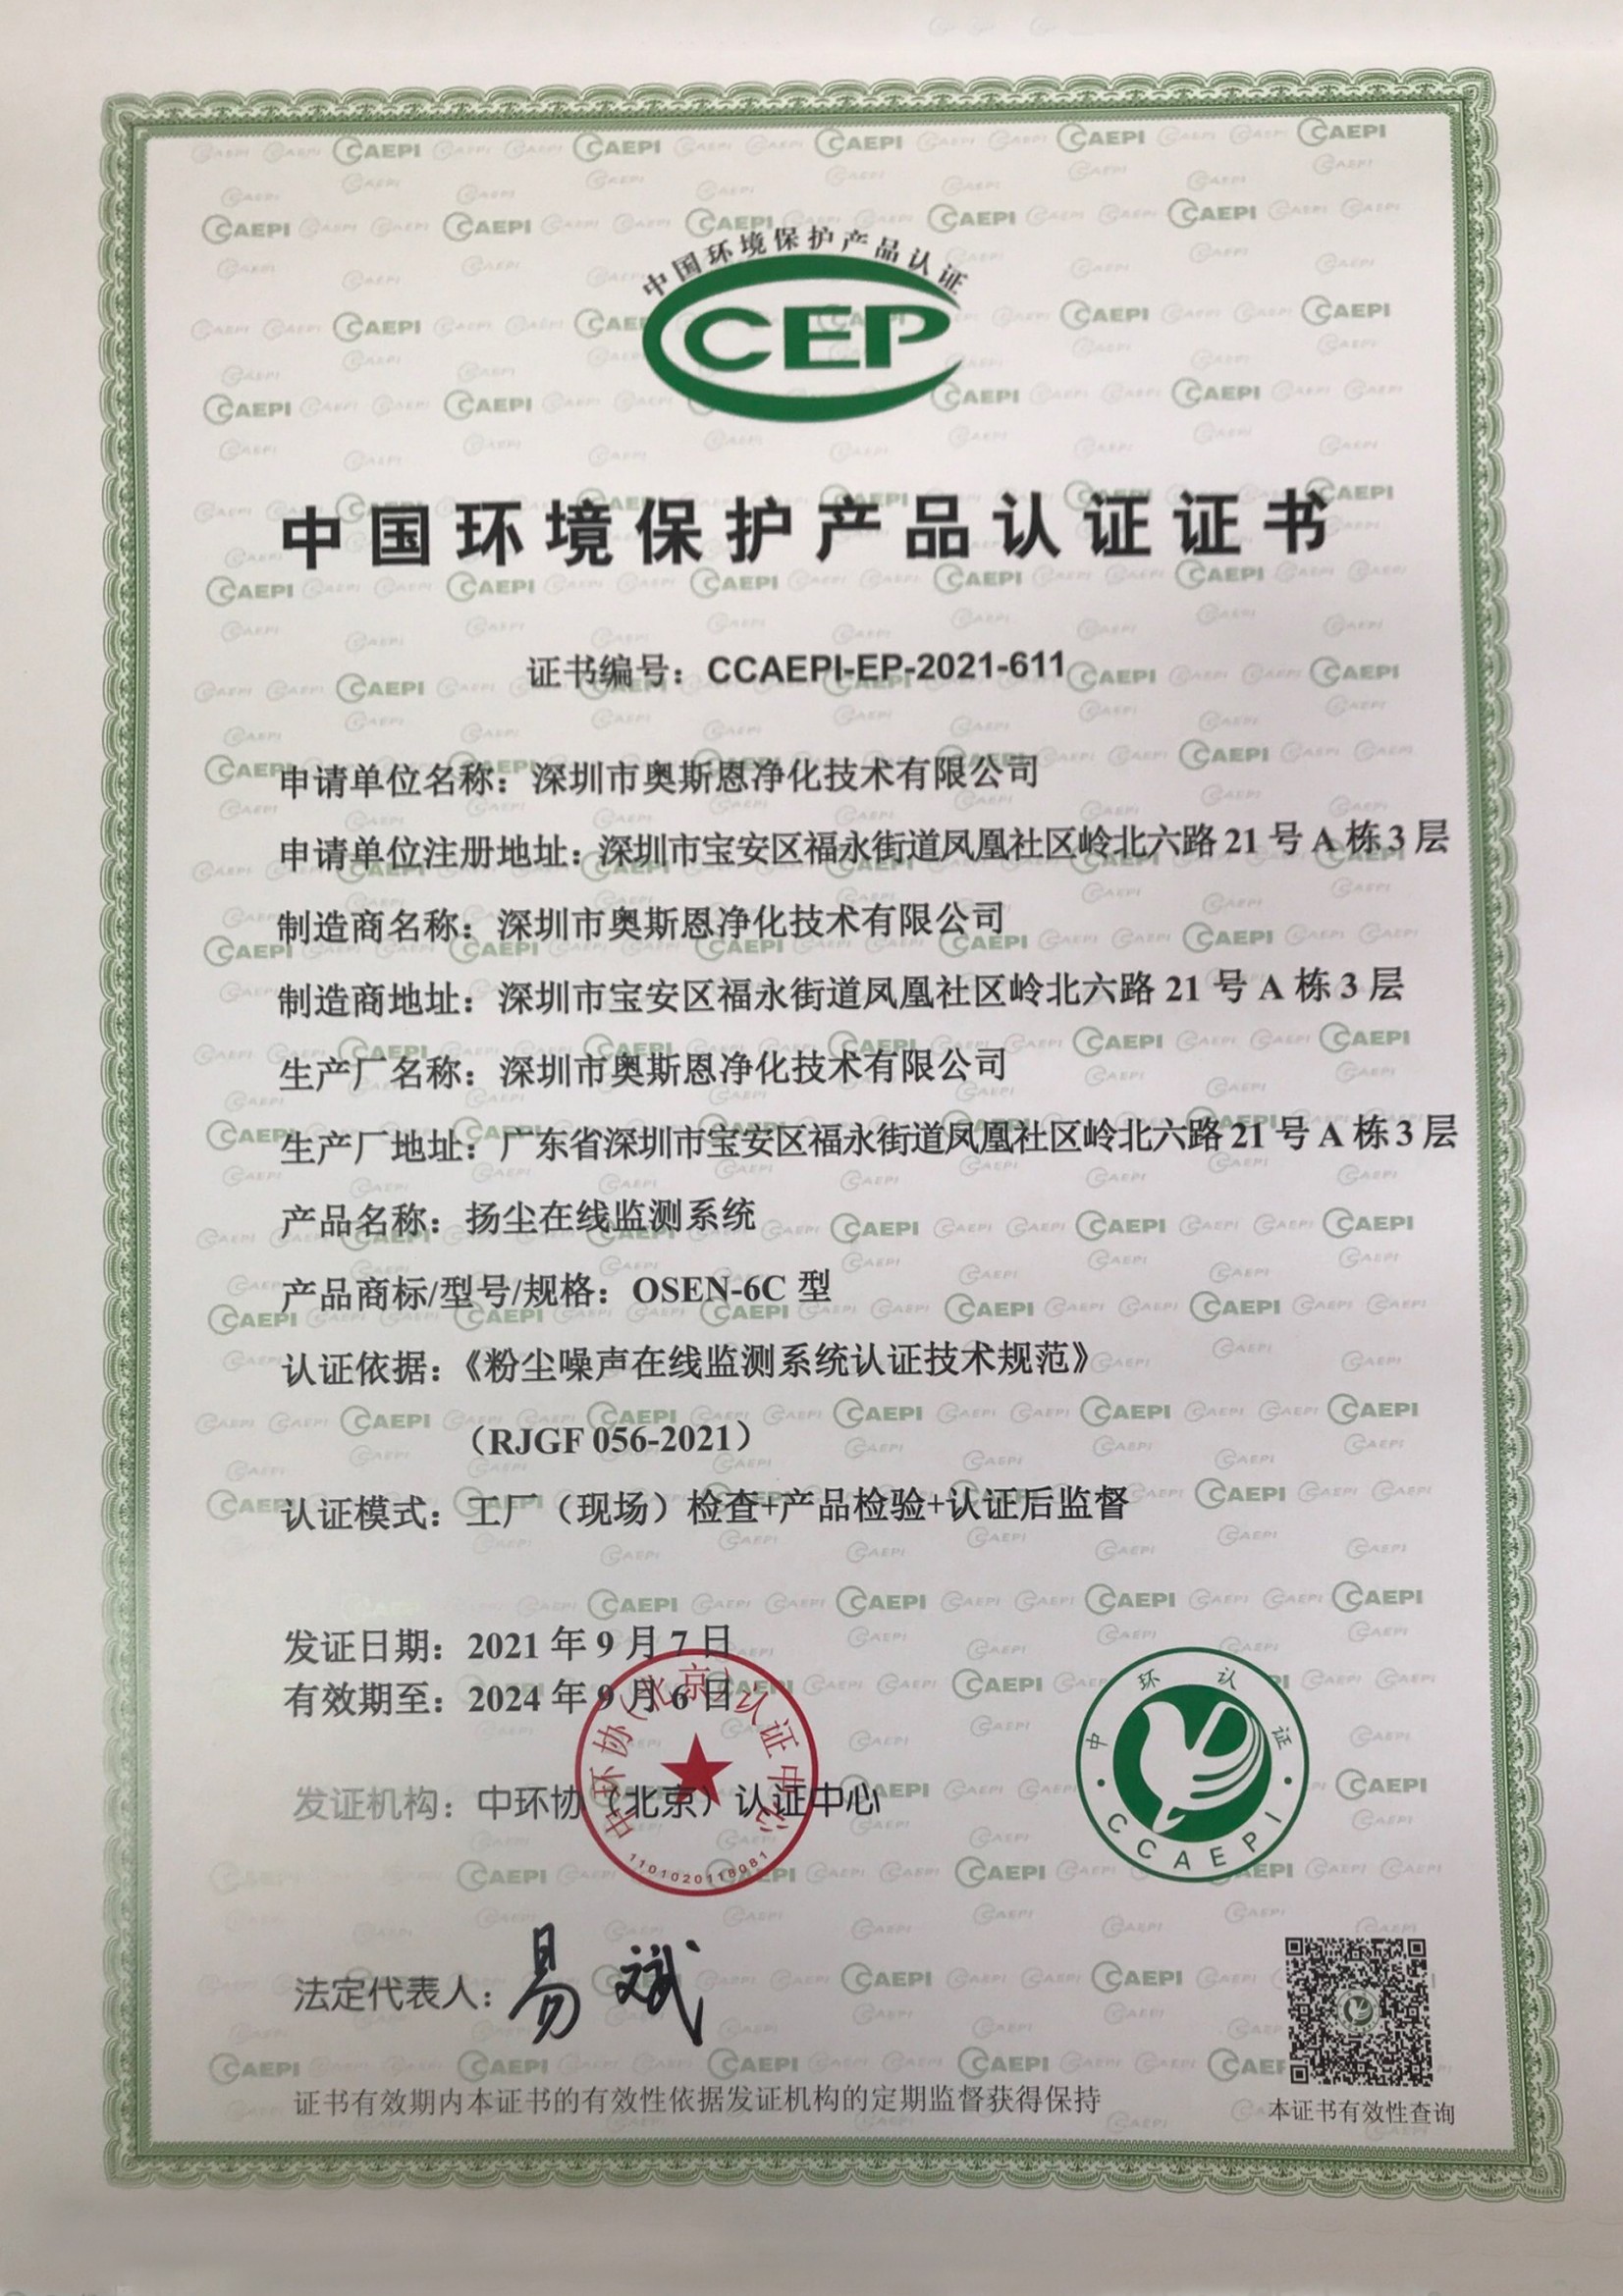 中国环境保护产品认证
CEP
中国环境保护产品认证证书
证书编号：CCAEPI-EP-2021-611
申请单位名称：深圳市奥斯恩净化技术有限公司
申请单位注册地址：深圳市宝安区福永街道凤凰社区岭北六路21号A栋3层
制造商名称：深圳市奥斯恩净化技术有限公司
制造商地址：深圳市宝安区福永街道凤凰社区岭北六路21号A栋3层
生产厂名称：深圳市奥斯恩净化技术有限公司
生产厂地址：广东省深圳市宝安区福永街道凤凰社区岭北六路21号A栋3层
产品名称：扬尘在线监测系统
产品商标/型号/规格：OSEN-6C 型
认证依据：《粉尘噪声在线监测系统认证技术规范》
（RJGF 056-2021）
认证模式：工厂（现场）检查+产品检验+认证后监督
发证日期：2021年9月7日
有效期至：2024年9月6日
发证机构：中环协（北京）认证中心
中环协（北京）认证中心
1101020118081
中环认证
CCAEPI
法定代表人：易斌
证书有效期内本证书的有效性依据发证机构的定期监督获得保持
本证书有效性查询